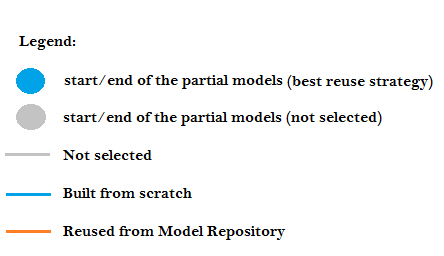 Legend:
start/end of the partial models (best reuse strategy)
start/end of the partial models (not selected)
Not selected
Built from scratch
Reused from Model Repository